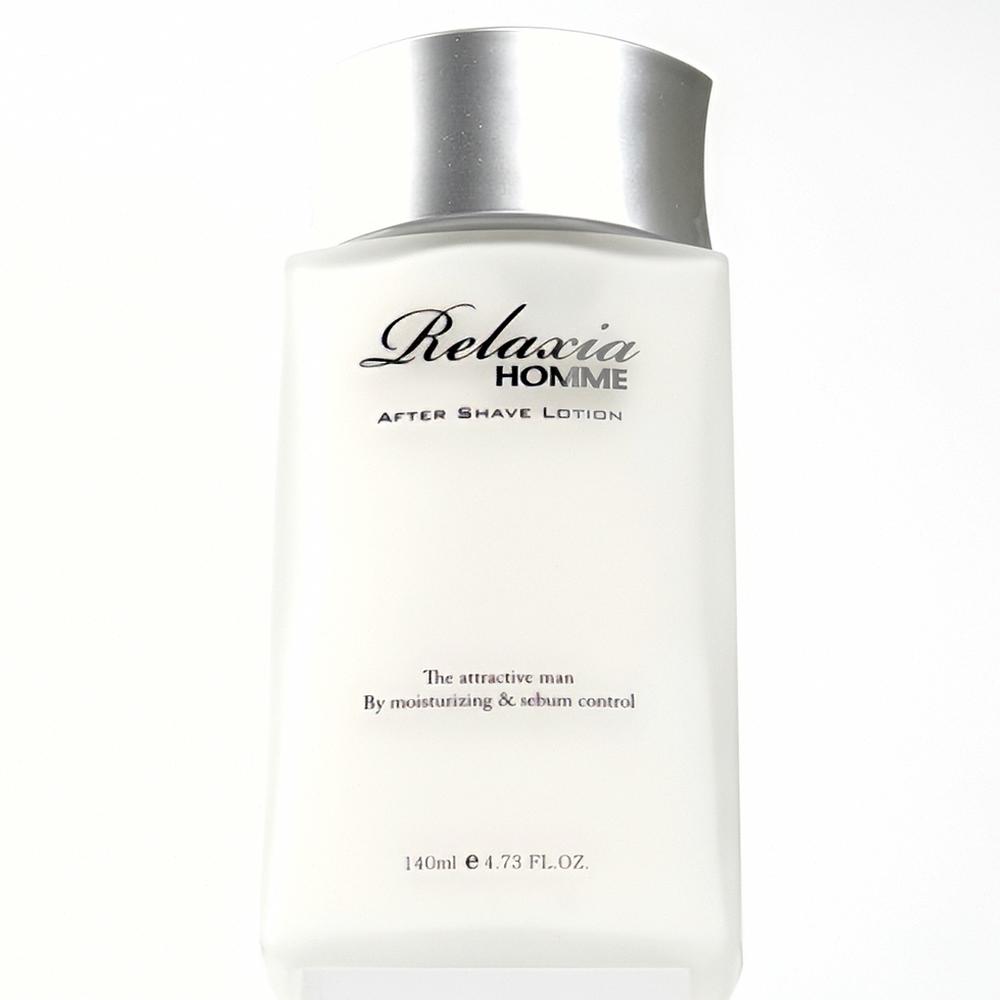 Relaxia
HOMME
AFTER SHAVE LOTION
The attractive man
By moisturizing & sebum control
140ml e 4.73 FL.OZ.